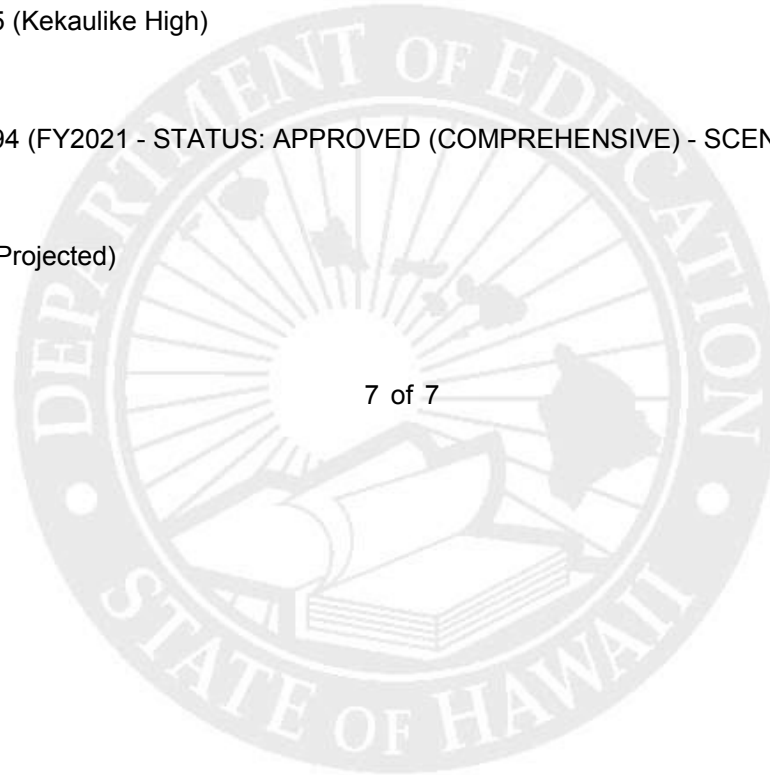 5 (Kekaulike High)
94 (FY2021 - STATUS: APPROVED (COMPREHENSIVE) - SCEN
Projected)
7 of 7
DEPARTMENT OF EDUCATION
STATE OF HAWAII